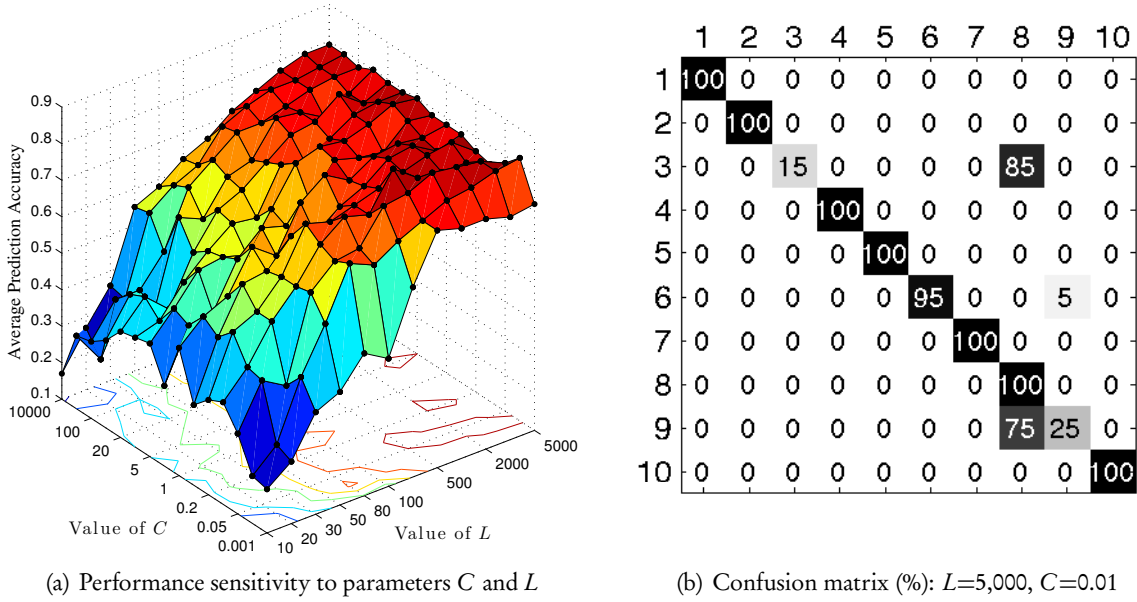 0.9
0.8
0.7
0.6
0.5
0.4
0.3
0.2
0.1
Average Prediction Accuracy
10000
100
20
5
1
0.2
0.05
0.001
Value of C
10
20
30
50
80
100
500
2000
5000
Value of L
(a) Performance sensitivity to parameters C and L
1 2 3 4 5 6 7 8 9 10
1 100 0 0 0 0 0 0 0 0 0
2 0 100 0 0 0 0 0 0 0 0
3 0 0 15 0 0 0 0 85 0 0
4 0 0 0 100 0 0 0 0 0 0
5 0 0 0 0 100 0 0 0 0 0
6 0 0 0 0 0 95 0 0 5 0
7 0 0 0 0 0 0 100 0 0 0
8 0 0 0 0 0 0 0 100 0 0
9 0 0 0 0 0 0 0 75 25 0
10 0 0 0 0 0 0 0 0 0 100
(b) Confusion matrix (%): L=5,000, C=0.01